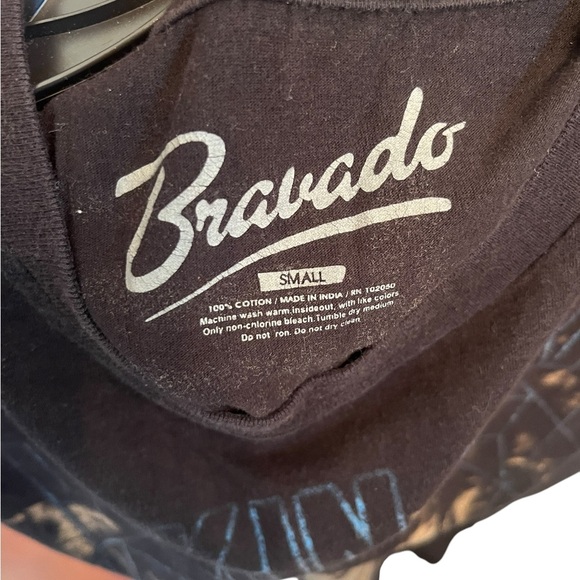 Bravado
SMALL
100% COTTON / MADE IN INDIA / RN T02050
Machine wash warm,insideout, with like colors
Only non-chlorine bleach.Tumble dry medium
Do not iron. Do not dry clean